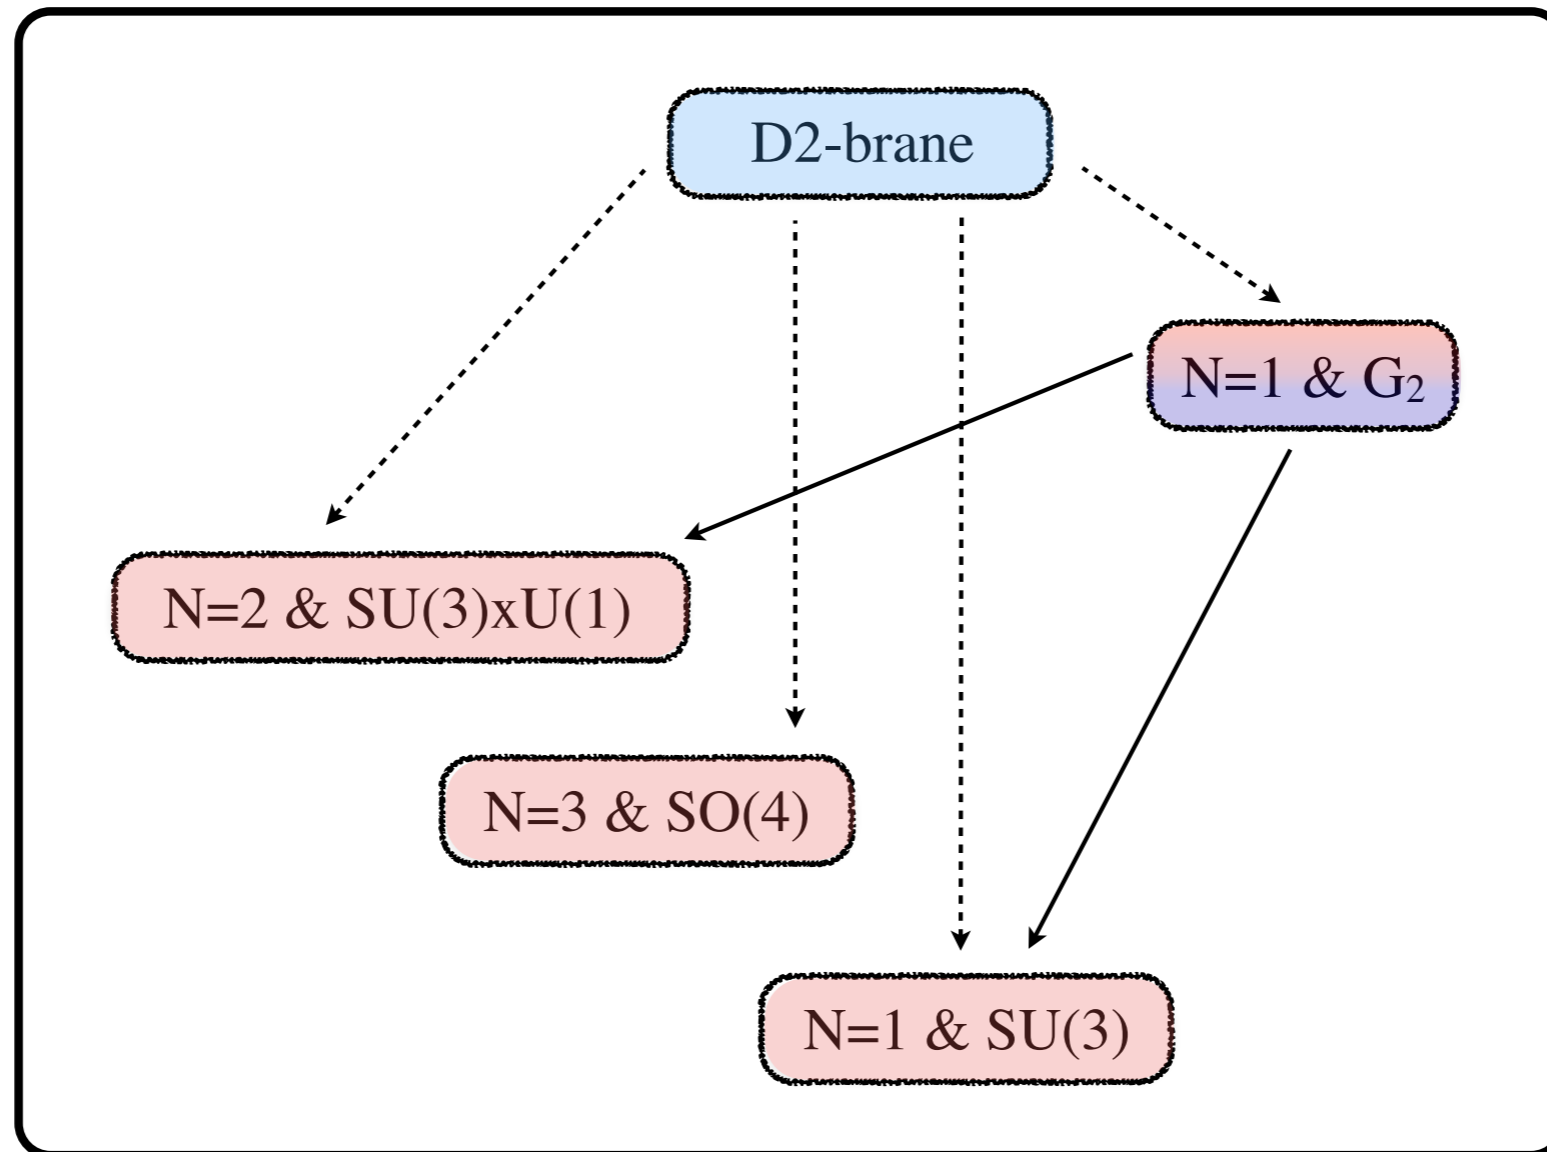 D2-brane
N=1 & G₂
N=2 & SU(3)xU(1)
N=3 & SO(4)
N=1 & SU(3)